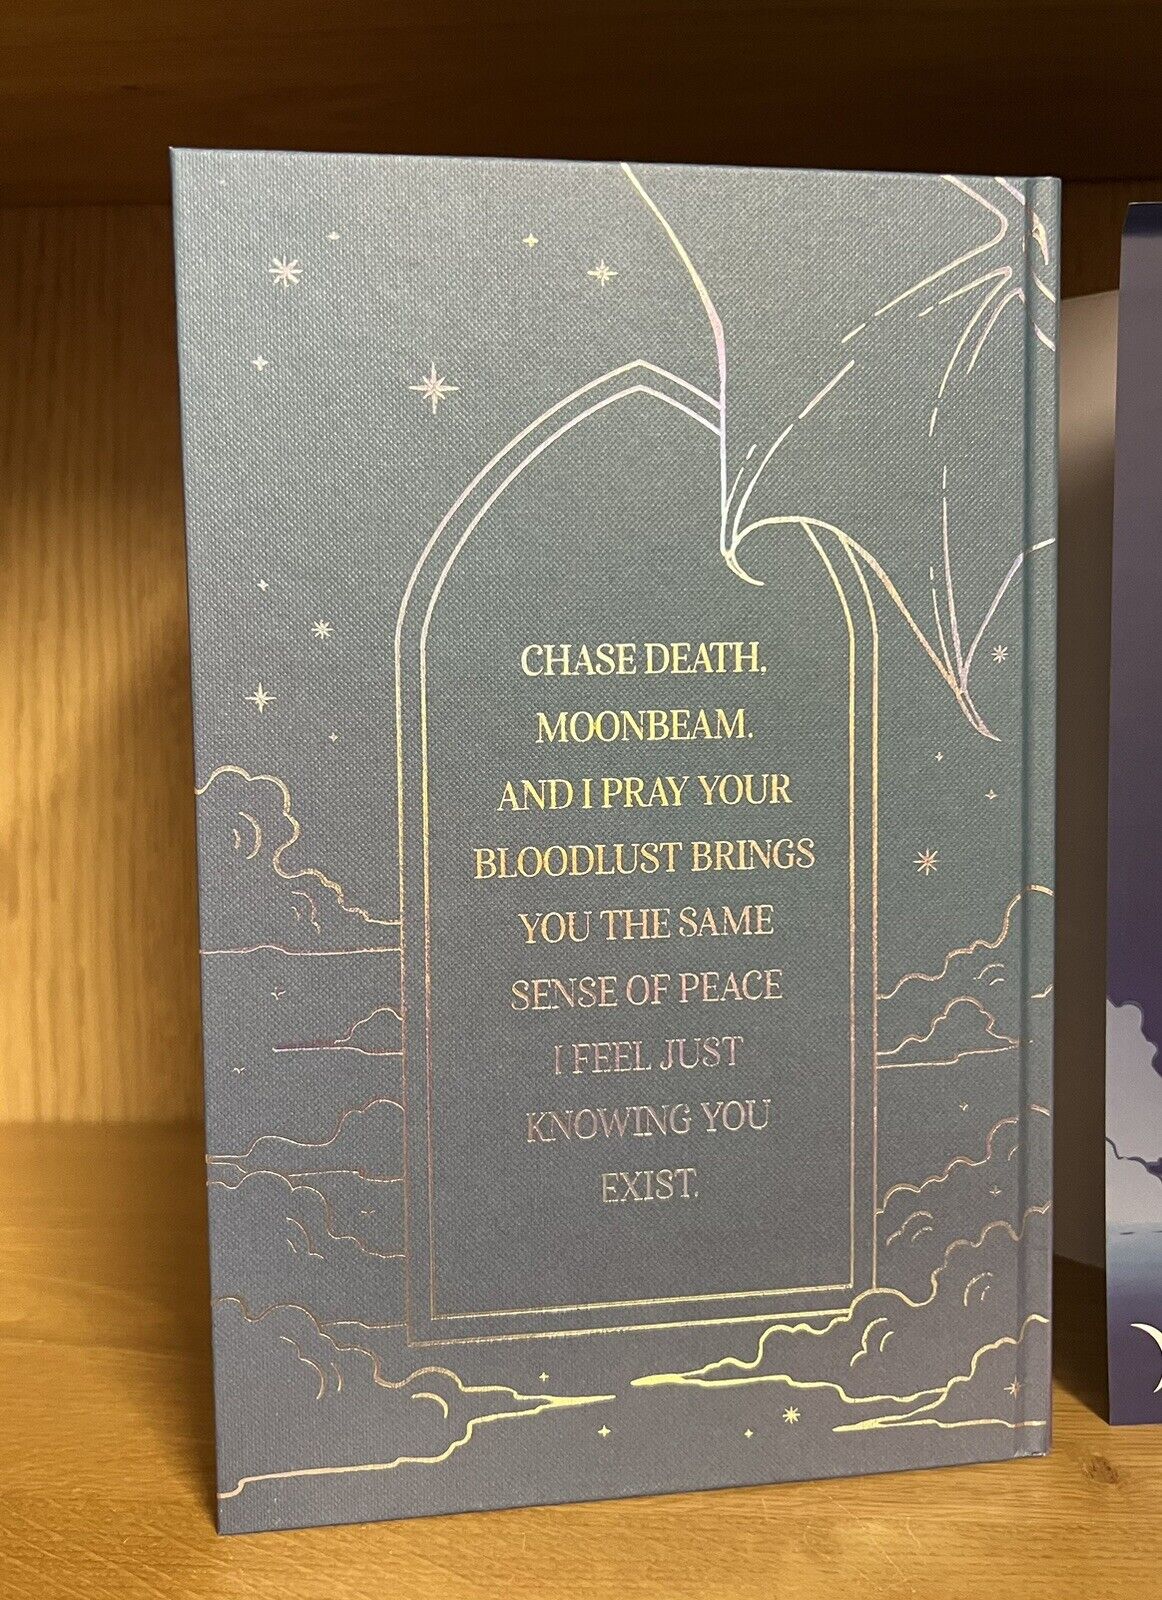 CHASE DEATH,
MOONBEAM.
AND I PRAY YOUR
BLOODLUST BRINGS
YOU THE SAME
SENSE OF PEACE
I FEEL JUST
KNOWING YOU
EXIST.